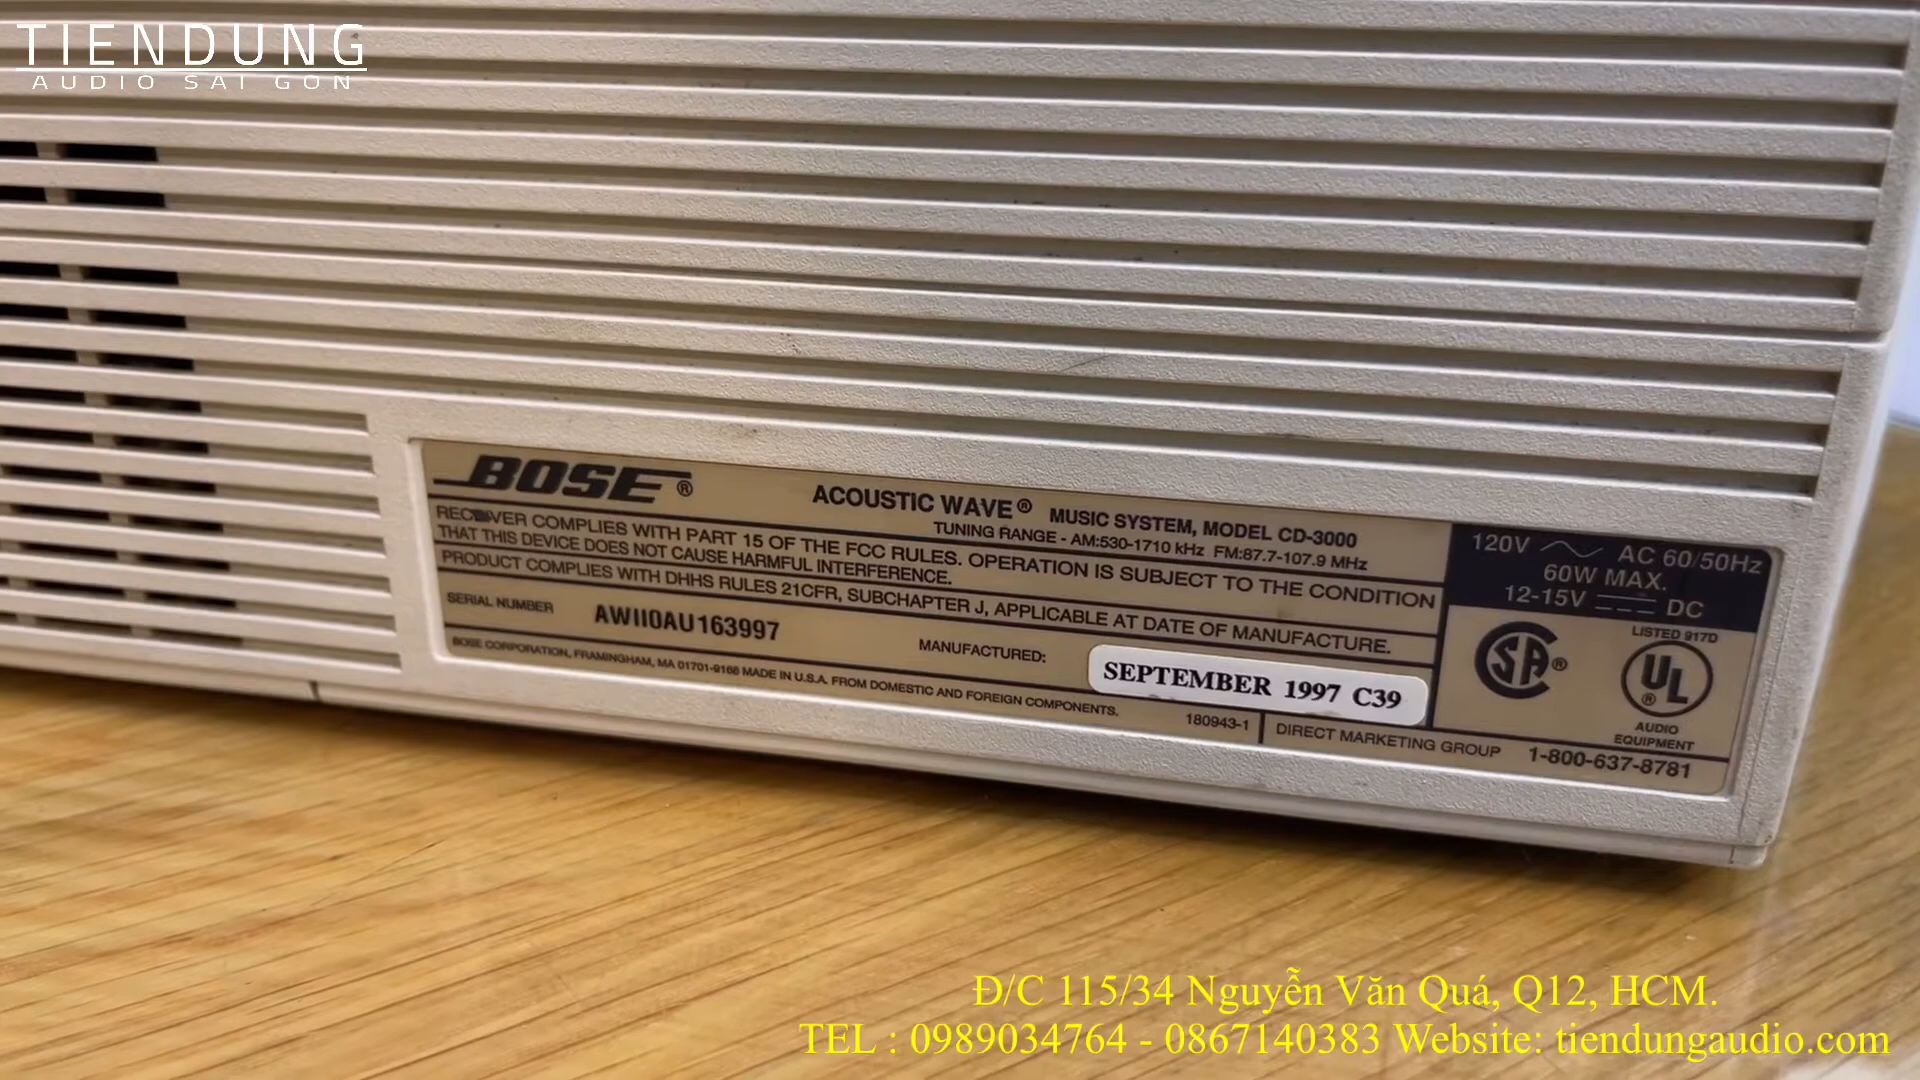 TIENDUNG
AUDIO SAI GON
BOSE® ACOUSTIC WAVE® MUSIC SYSTEM, MODEL CD-3000
TUNING RANGE - AM:530-1710 kHz FM:87.7-107.9 MHz
RECEIVER COMPLIES WITH PART 15 OF THE FCC RULES. OPERATION IS SUBJECT TO THE CONDITION
THAT THIS DEVICE DOES NOT CAUSE HARMFUL INTERFERENCE.
PRODUCT COMPLIES WITH DHHS RULES 21CFR, SUBCHAPTER J, APPLICABLE AT DATE OF MANUFACTURE.
SERIAL NUMBER AWII0AU163997
MANUFACTURED: SEPTEMBER 1997 C39
BOSE CORPORATION, FRAMINGHAM, MA 01701-9168 MADE IN U.S.A. FROM DOMESTIC AND FOREIGN COMPONENTS.
180943-1 DIRECT MARKETING GROUP 1-800-637-8781
120V AC 60/50Hz
60W MAX.
12-15V DC
SA®
LISTED 917D
UL®
AUDIO
EQUIPMENT
Đ/C 115/34 Nguyễn Văn Quá, Q12, HCM.
TEL : 0989034764 - 0867140383 Website: tiendungaudio.com